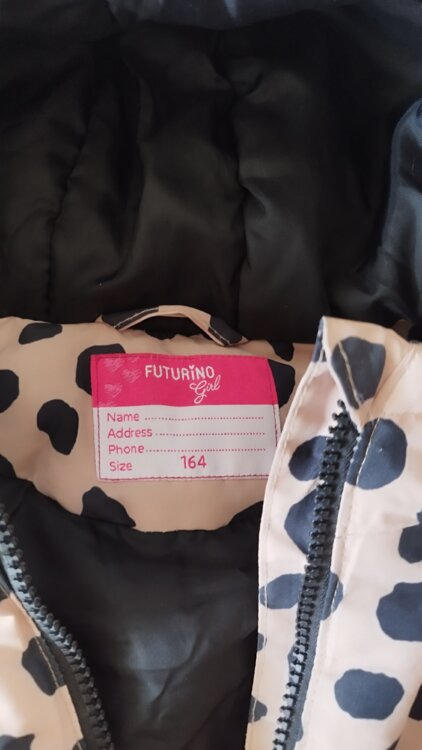 FUTURiNO
Girl
Name ........................
Address ........................
Phone ........................
Size 164